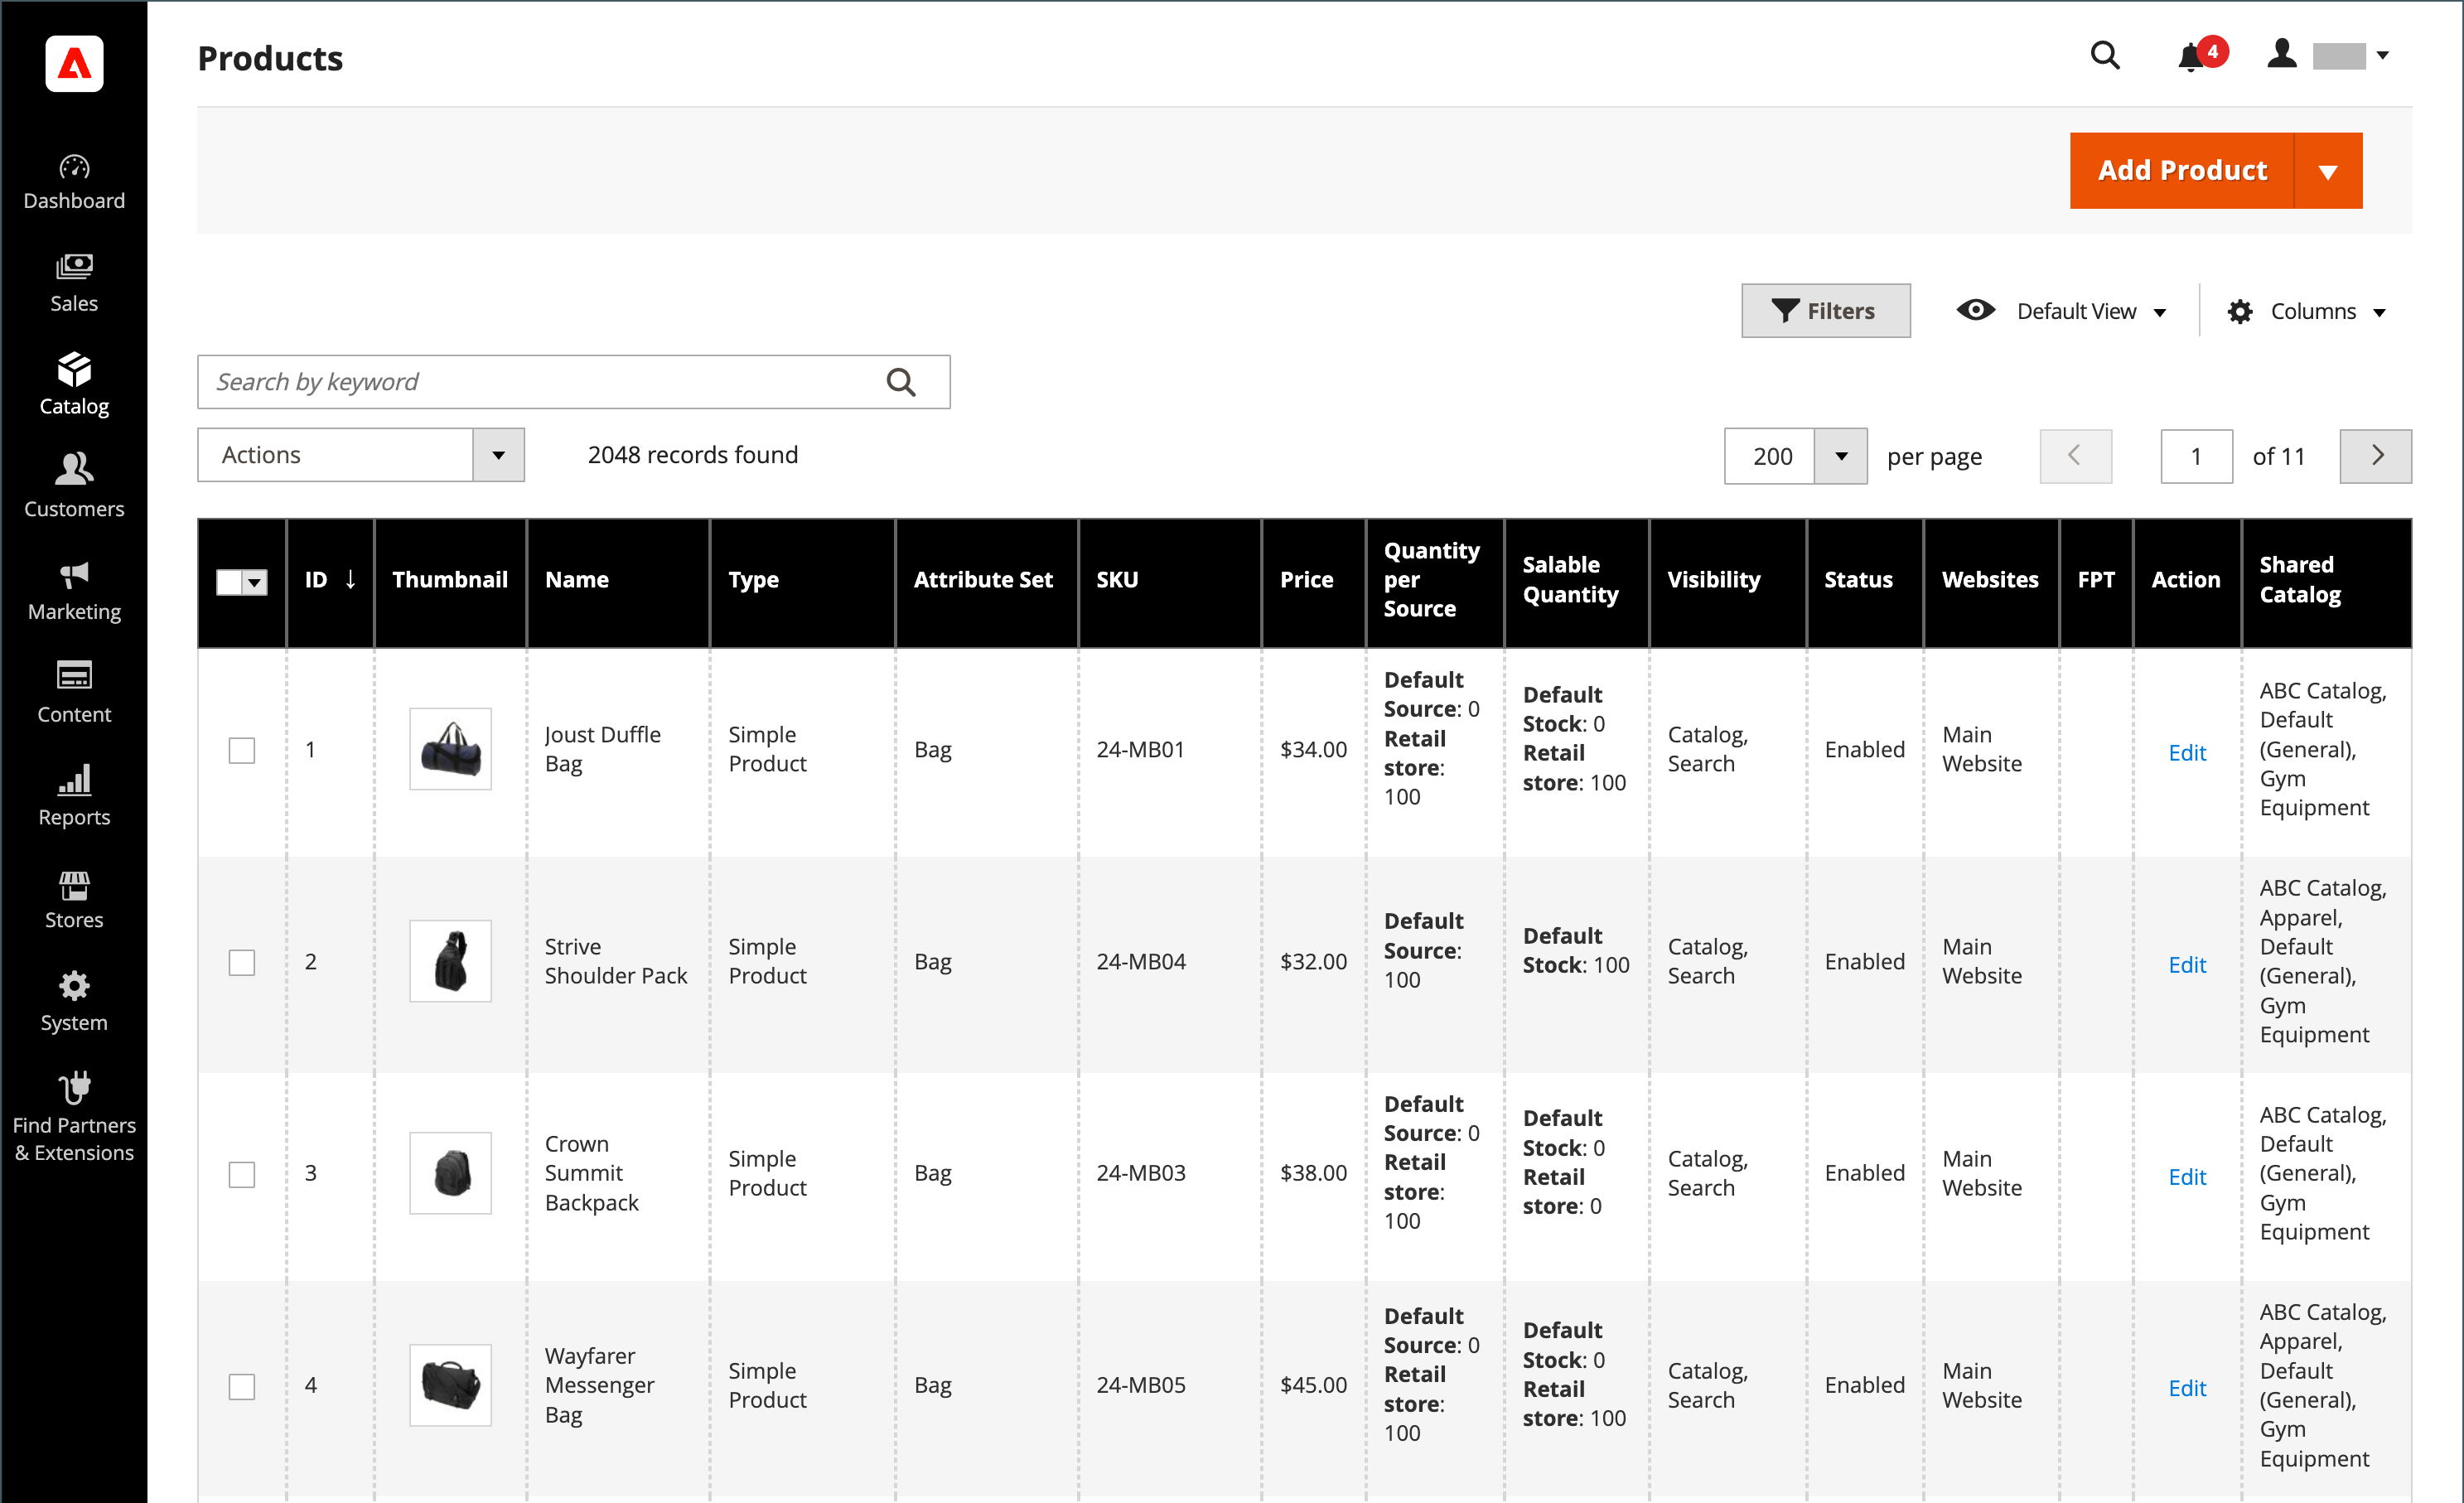 Products
4
Add Product
Dashboard
Sales
Catalog
Customers
Marketing
Content
Reports
Stores
System
Find Partners
& Extensions
Filters
Default View
Columns
Search by keyword
Actions
2048 records found
200
per page
1
of 11
ID ↓
Thumbnail
Name
Type
Attribute Set
SKU
Price
Quantity
per
Source
Salable
Quantity
Visibility
Status
Websites
FPT
Action
Shared
Catalog
1
Joust Duffle
Bag
Simple
Product
Bag
24-MB01
$34.00
Default
Source: 0
Retail
store:
100
Default
Stock: 0
Retail
store: 100
Catalog,
Search
Enabled
Main
Website
Edit
ABC Catalog,
Default
(General),
Gym
Equipment
2
Strive
Shoulder Pack
Simple
Product
Bag
24-MB04
$32.00
Default
Source:
100
Default
Stock: 100
Catalog,
Search
Enabled
Main
Website
Edit
ABC Catalog,
Apparel,
Default
(General),
Gym
Equipment
3
Crown
Summit
Backpack
Simple
Product
Bag
24-MB03
$38.00
Default
Source: 0
Retail
store:
100
Default
Stock: 0
Retail
store: 0
Catalog,
Search
Enabled
Main
Website
Edit
ABC Catalog,
Default
(General),
Gym
Equipment
4
Wayfarer
Messenger
Bag
Simple
Product
Bag
24-MB05
$45.00
Default
Source: 0
Retail
store:
100
Default
Stock: 0
Retail
store: 100
Catalog,
Search
Enabled
Main
Website
Edit
ABC Catalog,
Apparel,
Default
(General),
Gym
Equipment